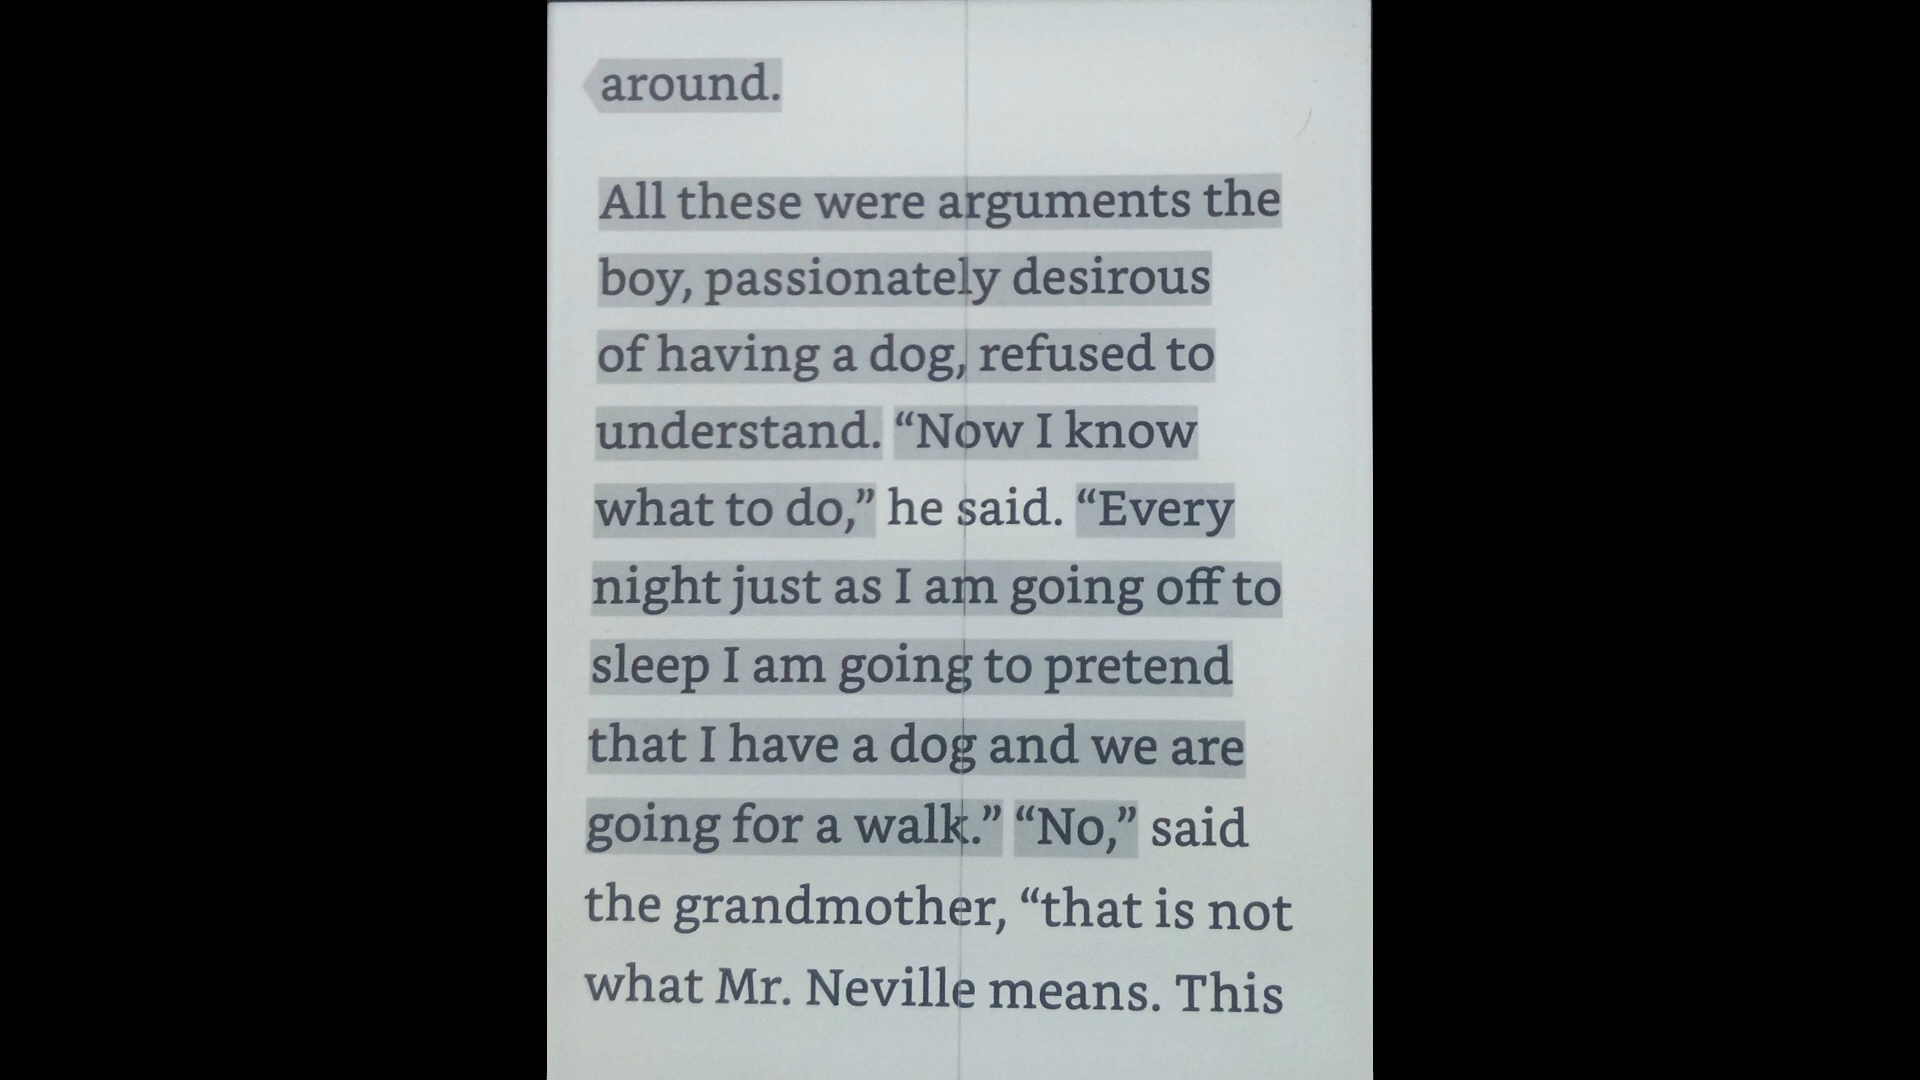 around.
All these were arguments the
boy, passionately desirous
of having a dog, refused to
understand. “Now I know
what to do,” he said. “Every
night just as I am going off to
sleep I am going to pretend
that I have a dog and we are
going for a walk.” “No,” said
the grandmother, “that is not
what Mr. Neville means. This